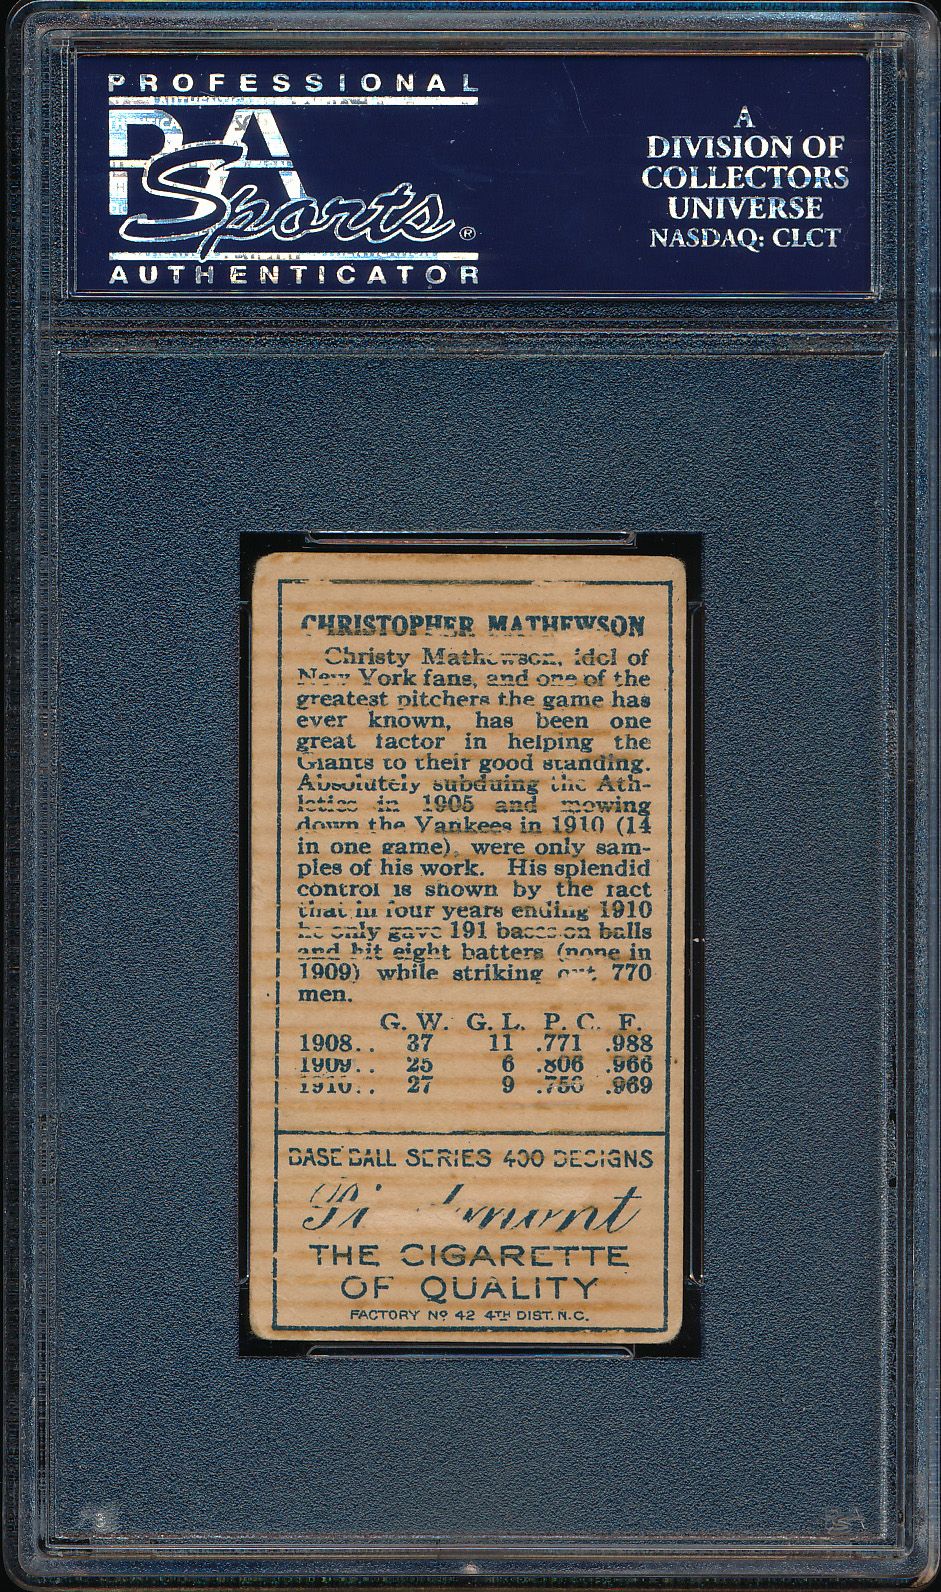 PROFESSIONAL
PSA
Sports®
AUTHENTICATOR
A
DIVISION OF
COLLECTORS
UNIVERSE
NASDAQ: CLCT
CHRISTOPHER MATHEWSON
Christy Mathewson, idol of
New York fans, and one of the
greatest pitchers the game has
ever known, has been one
great factor in helping the
Giants to their good standing.
Absolutely subduing the Ath-
letics in 1905 and mowing
down the Yankees in 1910 (14
in one game), were only sam-
ples of his work. His splendid
control is shown by the fact
that in four years ending 1910
he only gave 191 bases on balls
and hit eight batters (none in
1909) while striking out 770
men.
G. W. G. L. P. C. F.
1908.. 37 11 .771 .988
1909.. 25 6 .806 .966
1910.. 27 9 .750 .969
BASE BALL SERIES 400 DESIGNS
Piedmont
THE CIGARETTE
OF QUALITY
FACTORY Nº 42 4TH DIST. N.C.
PSA